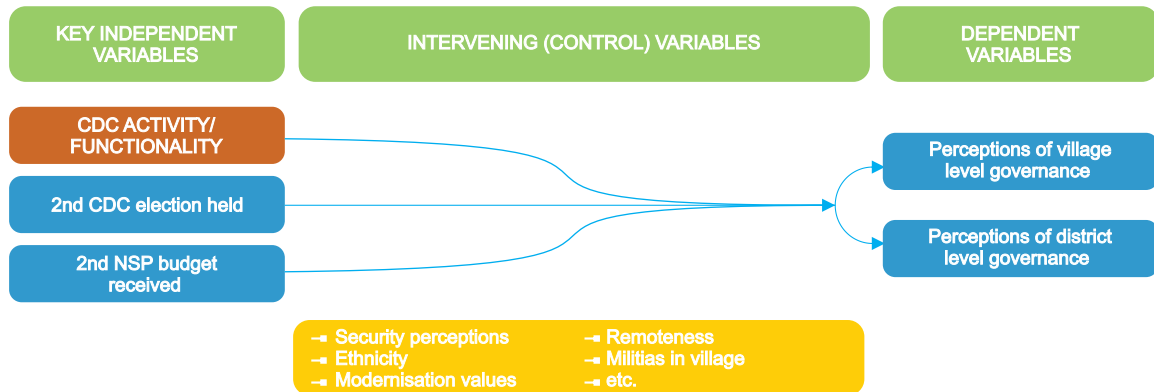 KEY INDEPENDENT
VARIABLES
INTERVENING (CONTROL) VARIABLES
DEPENDENT
VARIABLES
CDC ACTIVITY/
FUNCTIONALITY
2nd CDC election held
2nd NSP budget
received
Perceptions of village
level governance
Perceptions of district
level governance
Security perceptions
Ethnicity
Modernisation values
Remoteness
Militias in village
etc.